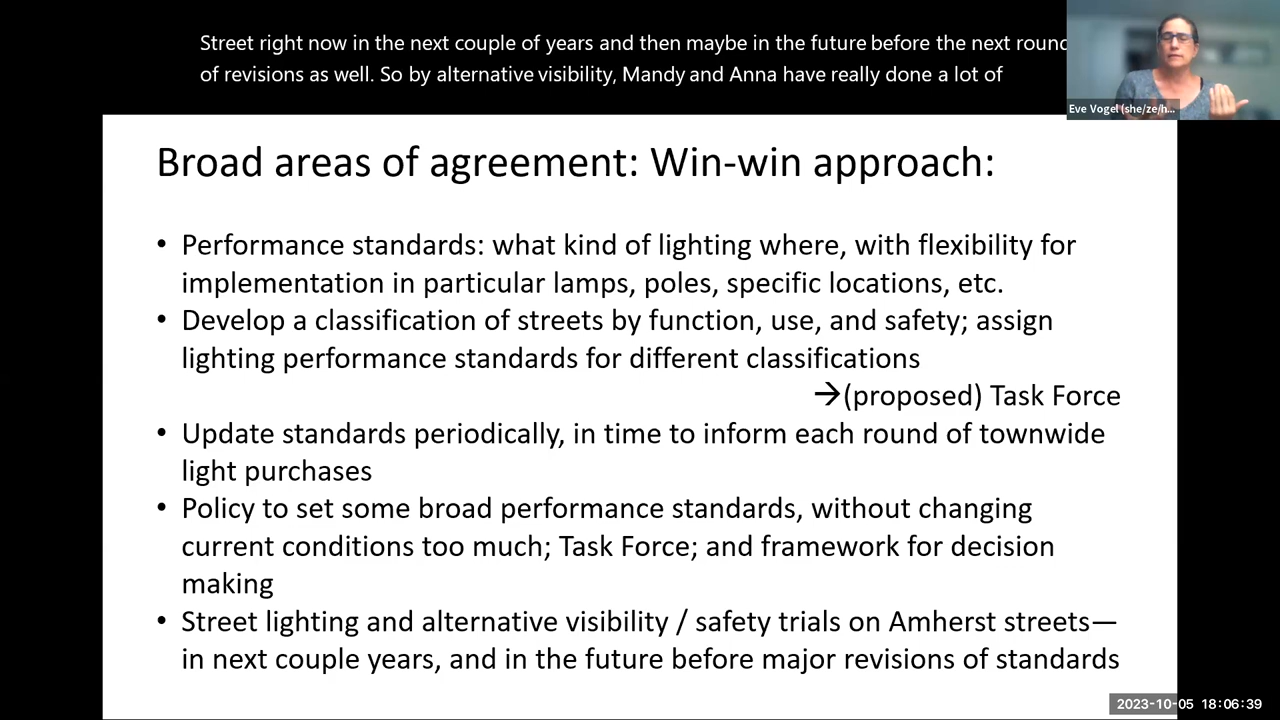 Street right now in the next couple of years and then maybe in the future before the next round
of revisions as well. So by alternative visibility, Mandy and Anna have really done a lot of
Eve Vogel (she/ze/h...
Broad areas of agreement: Win-win approach:
• Performance standards: what kind of lighting where, with flexibility for
implementation in particular lamps, poles, specific locations, etc.
• Develop a classification of streets by function, use, and safety; assign
lighting performance standards for different classifications
→(proposed) Task Force
• Update standards periodically, in time to inform each round of townwide
light purchases
• Policy to set some broad performance standards, without changing
current conditions too much; Task Force; and framework for decision
making
• Street lighting and alternative visibility / safety trials on Amherst streets—
in next couple years, and in the future before major revisions of standards
2023-10-05 18:06:39